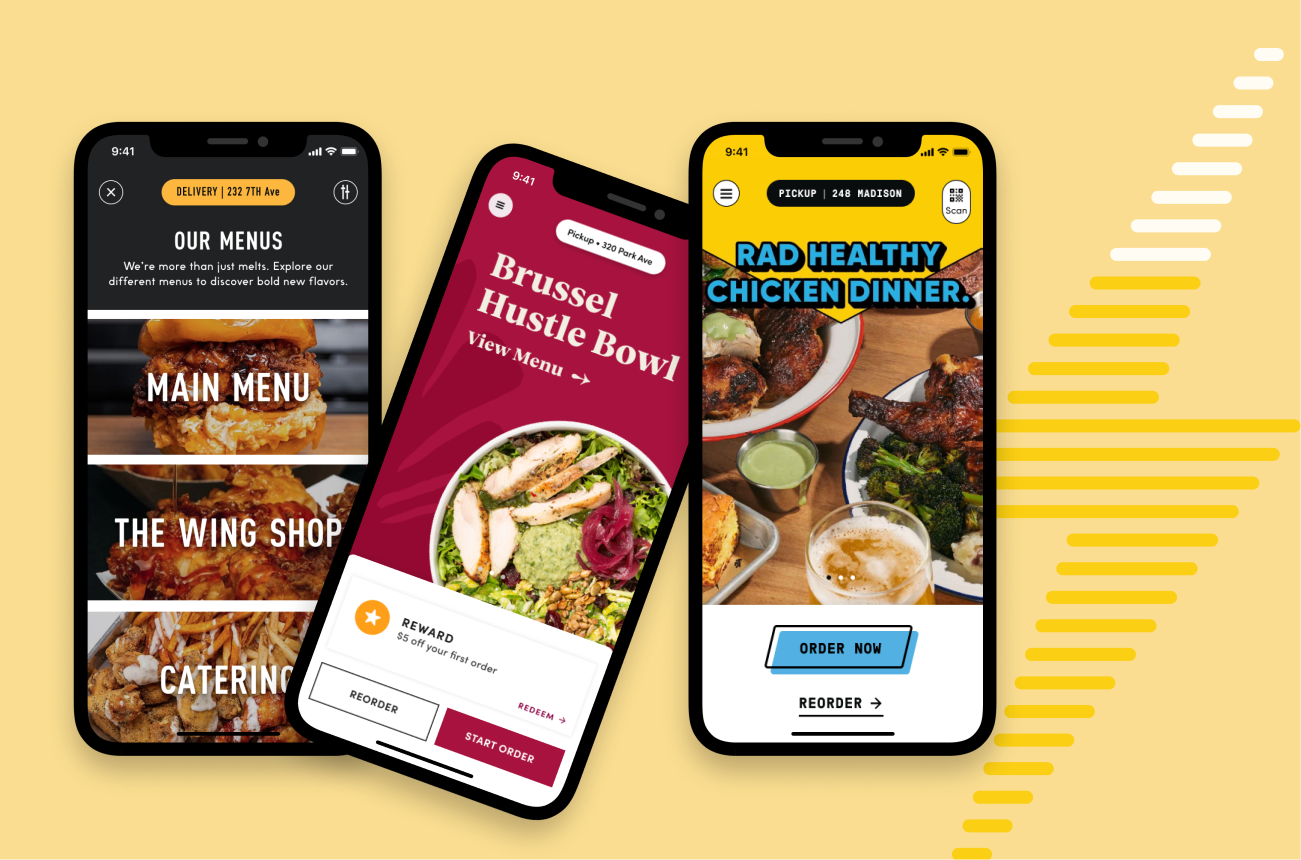 9:41
DELIVERY | 232 7TH Ave
OUR MENUS
We're more than just melts. Explore our
different menus to discover bold new flavors.
MAIN MENU
THE WING SHOP
CATERING
9:41
Pickup • 320 Park Ave
Brussel
Hustle Bowl
View Menu →
REWARD
$5 off your first order
REDEEM →
REORDER
START ORDER
9:41
PICKUP | 248 MADISON
Scan
RAD HEALTHY
CHICKEN DINNER.
ORDER NOW
REORDER →